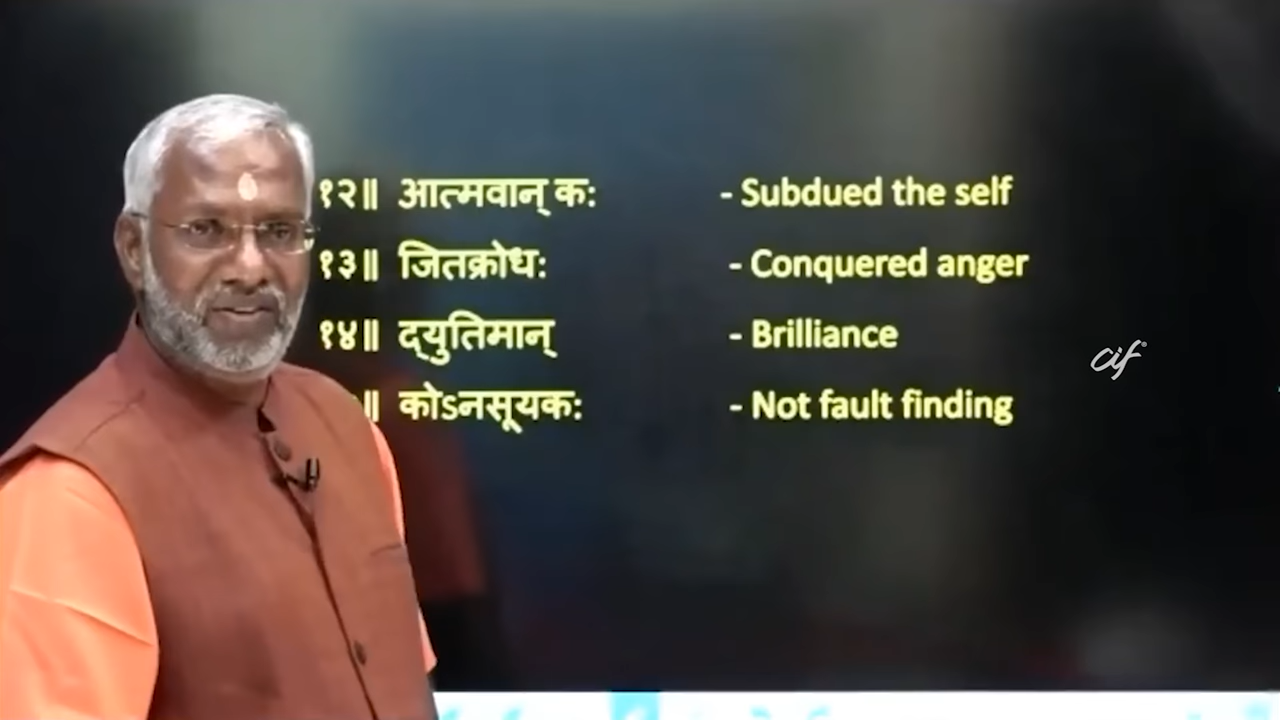 १२॥ आत्मवान् कः - Subdued the self
१३॥ जितक्रोधः - Conquered anger
१४॥ द्युतिमान् - Brilliance
॥ कोऽनसूयकः - Not fault finding
cif